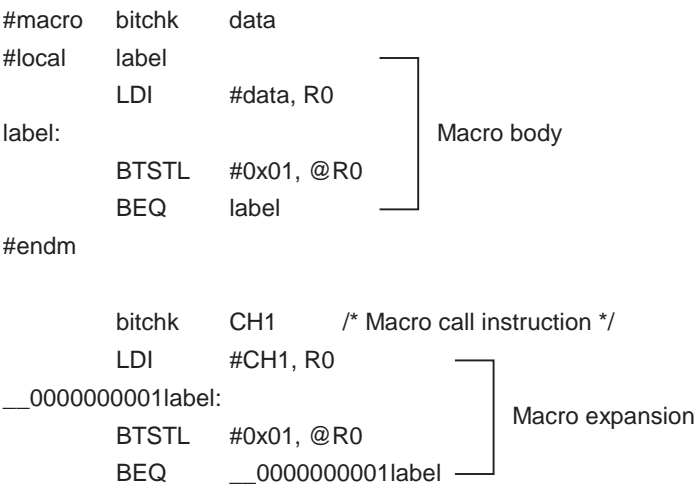 #macro bitchk data
#local label
LDI #data, R0
label:
Macro body
BTSTL #0x01, @R0
BEQ label
#endm
bitchk CH1 /* Macro call instruction */
LDI #CH1, R0
__0000000001label:
Macro expansion
BTSTL #0x01, @R0
BEQ __0000000001label